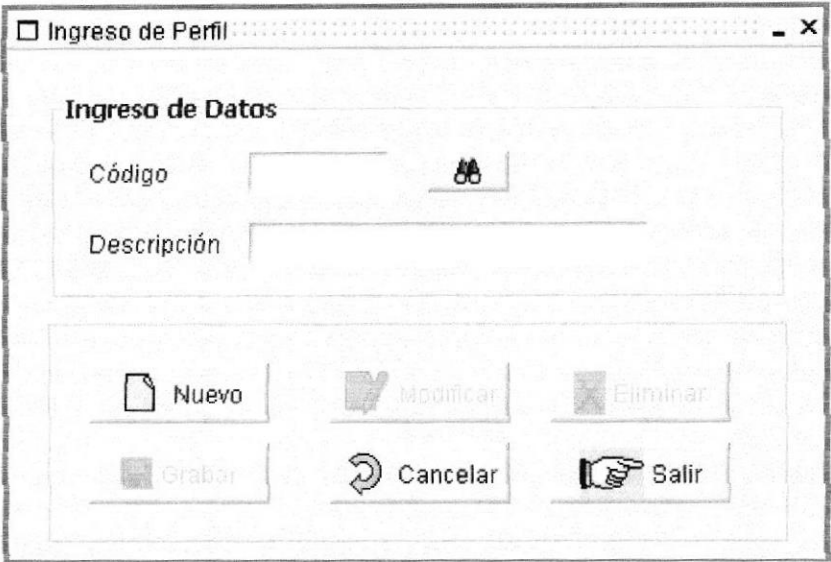 Ingreso de Perfil
Ingreso de Datos
Código
Descripción
Nuevo Modificar Eliminar
Grabar Cancelar Salir